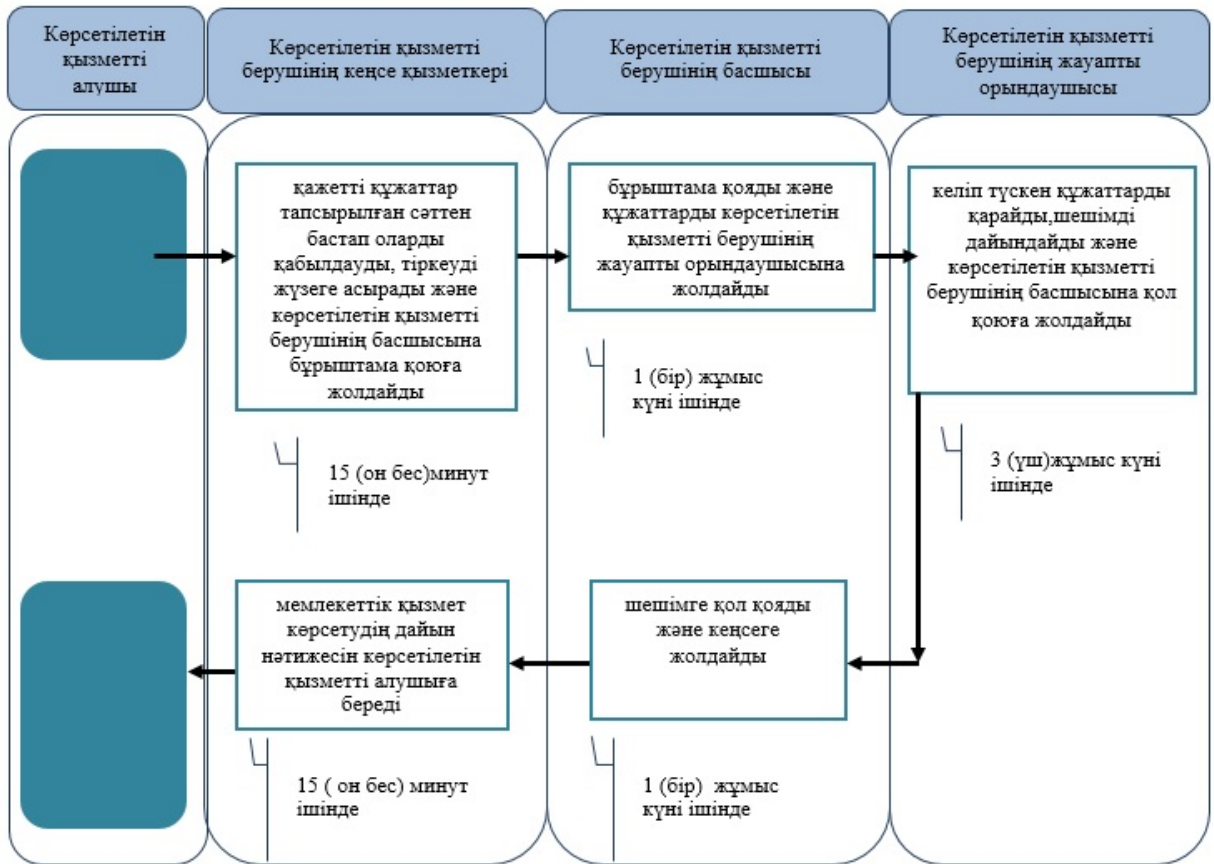 Көрсетілетін
қызметті
алушы
Көрсетілетін қызметті
берушінің кеңсе қызметкері
Көрсетілетін қызметті
берушінің басшысы
Көрсетілетін қызметті
берушінің жауапты
орындаушысы
қажетті құжаттар
тапсырылған сәттен
бастап оларды
қабылдауды, тіркеуді
жүзеге асырады және
көрсетілетін қызметті
берушінің басшысына
бұрыштама қоюға
жолдайды
15 (он бес)минут
ішінде
бұрыштама қояды және
құжаттарды көрсетілетін
қызметті берушінің
жауапты орындаушысына
жолдайды
1 (бір) жұмыс
күні ішінде
келіп түскен құжаттарды
қарайды,шешімді
дайындайды және
көрсетілетін қызметті
берушінің басшысына қол
қоюға жолдайды
3 (үш)жұмыс күні
ішінде
мемлекеттік қызмет
көрсетудің дайын
нәтижесін көрсетілетін
қызметті алушыға
береді
15 ( он бес) минут
ішінде
шешімге қол қояды
және кеңсеге
жолдайды
1 (бір) жұмыс
күні ішінде